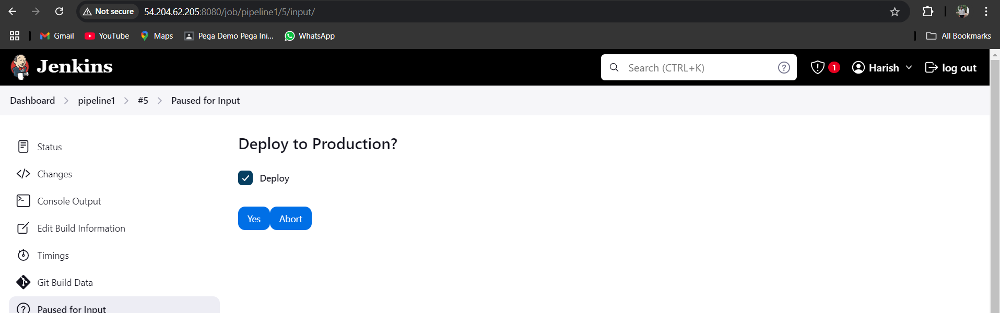 Not secure 54.204.62.205:8080/job/pipeline1/5/input/
Gmail YouTube Maps Pega Demo Pega Ini... WhatsApp All Bookmarks
Jenkins Search (CTRL+K) 1 Harish log out
Dashboard pipeline1 #5 Paused for Input
Deploy to Production?
Status
Changes
Console Output
Edit Build Information
Timings
Git Build Data
Paused for Input
Deploy
Yes Abort